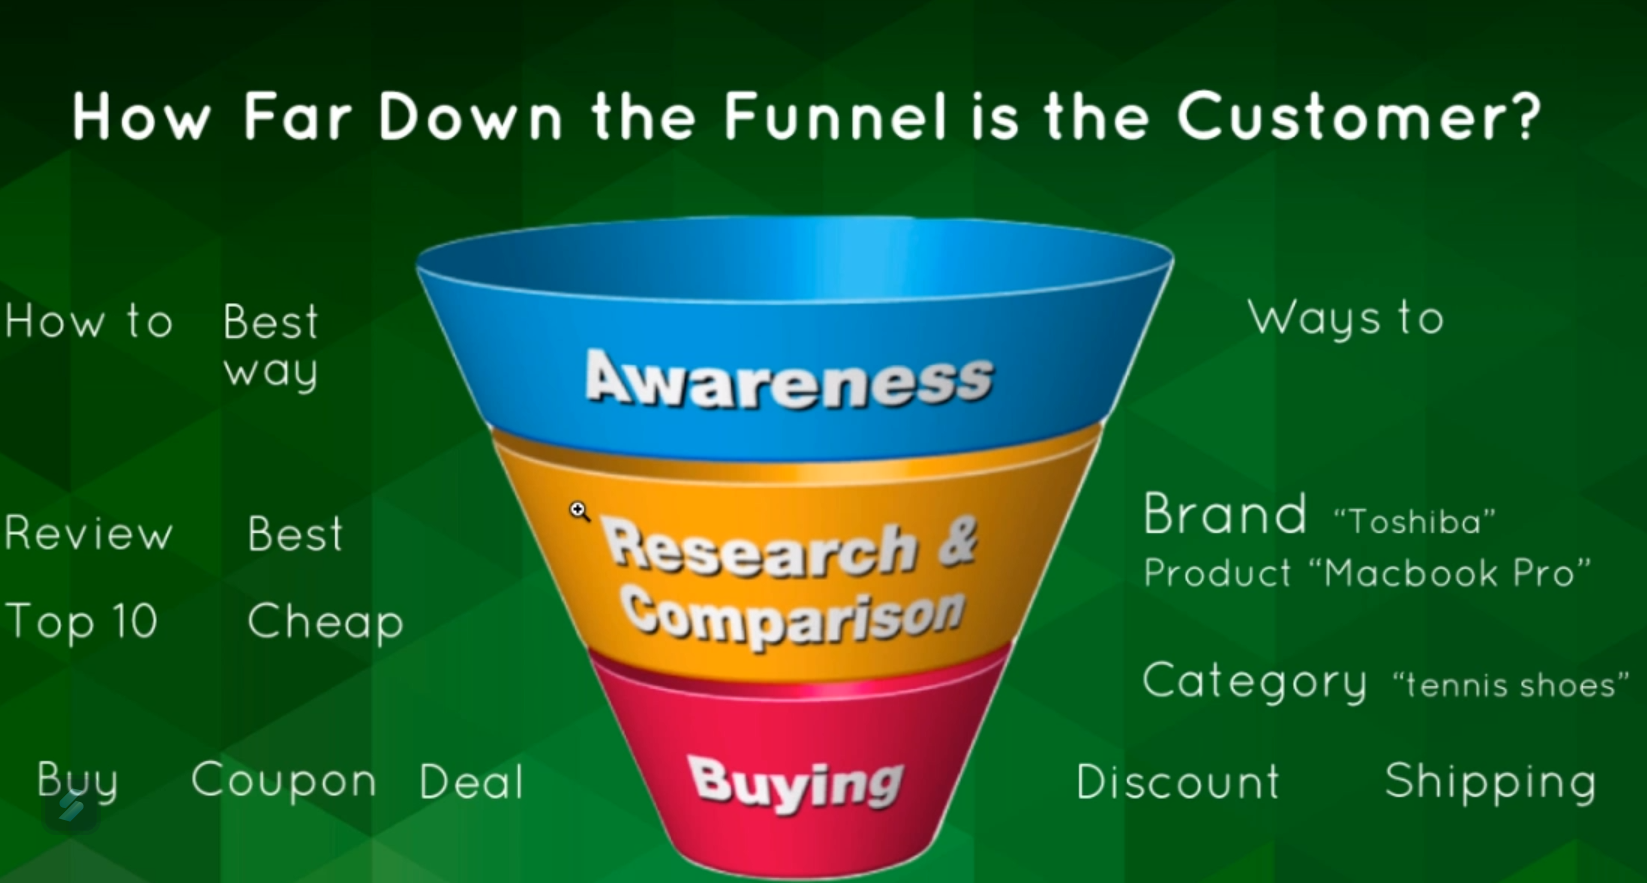 How Far Down the Funnel is the Customer?
How to
Best
way
Ways to
Awareness
Review
Best
Top 10
Cheap
Research &
Comparison
Brand "Toshiba"
Product "Macbook Pro"
Category "tennis shoes"
Buy
Coupon
Deal
Buying
Discount
Shipping